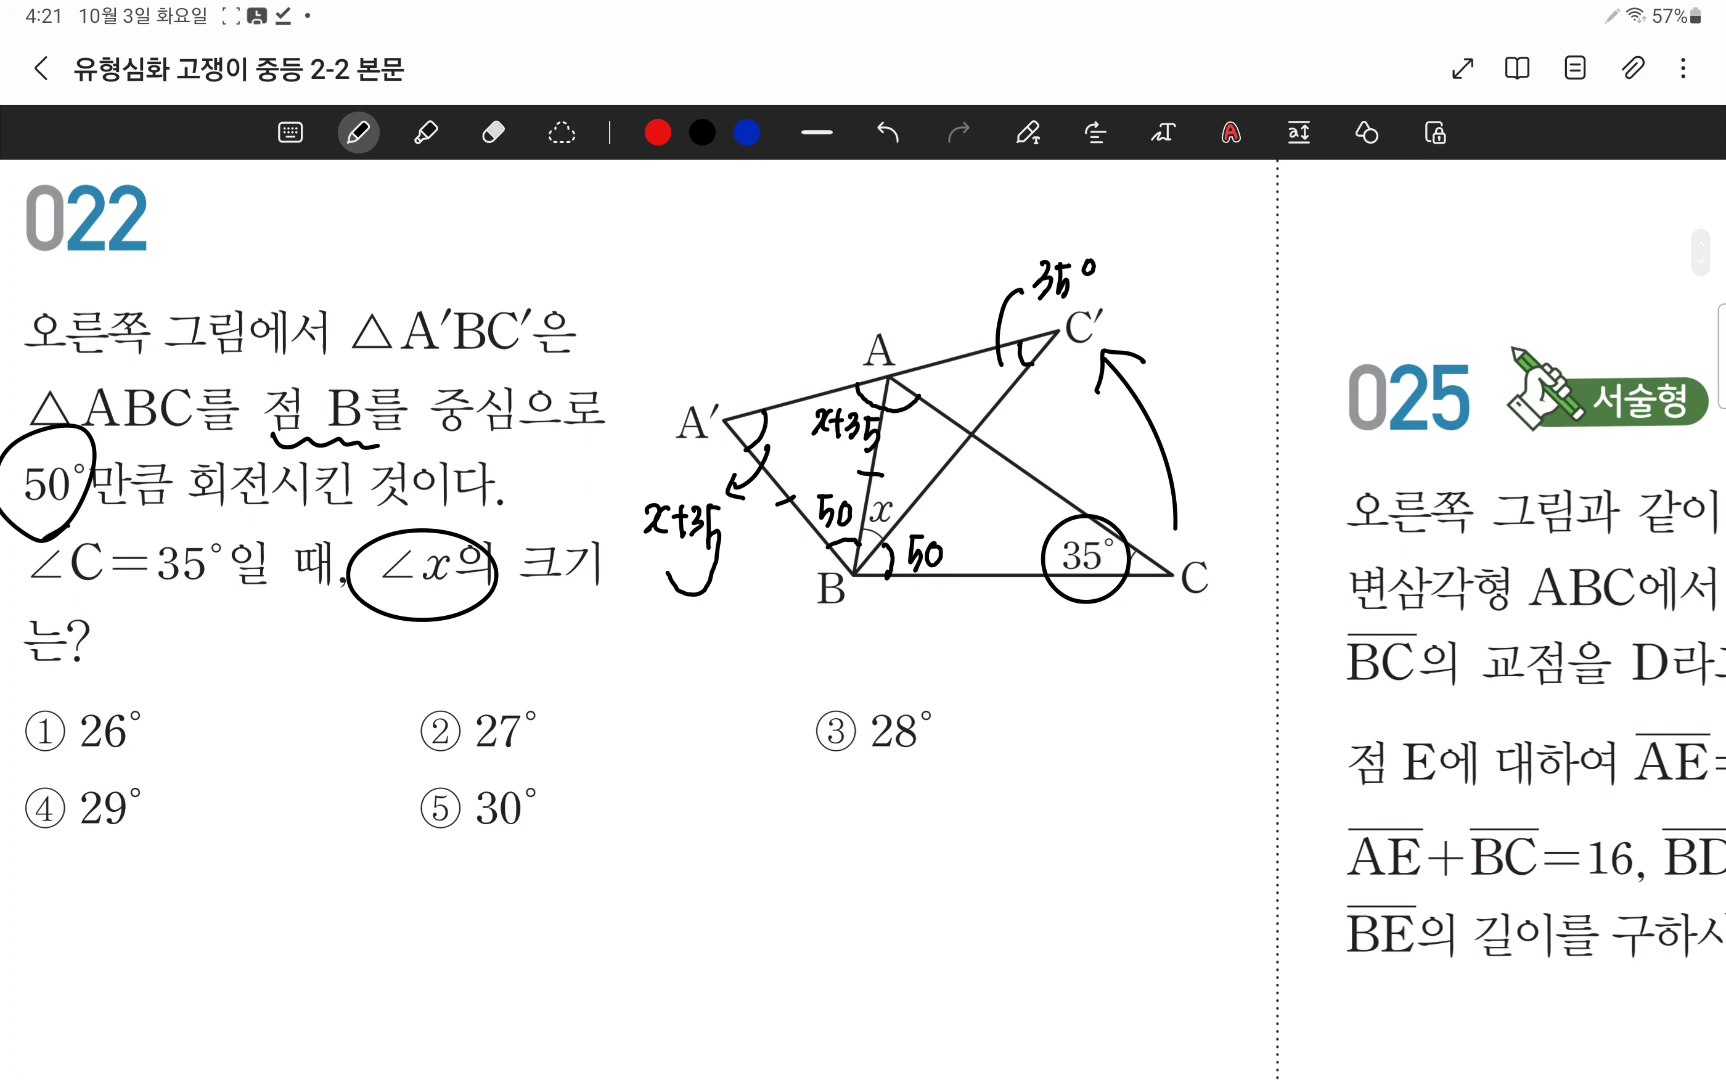 4:21 10월 3일 화요일
57%
유형심화 고쟁이 중등 2-2 본문
022
오른쪽 그림에서 △A′BC′은
△ABC를 점 B를 중심으로
50°만큼 회전시킨 것이다.
∠C=35°일 때, ∠x의 크기
는?
① 26° ② 27° ③ 28°
④ 29° ⑤ 30°
35°
C′
A
A′
x+35
x+35
50
x
50
35°
B
C
025 서술형
오른쪽 그림과 같이
변삼각형 ABC에서
BC의 교점을 D라
점 E에 대하여 AE=
AE+BC=16, BD
BE의 길이를 구하